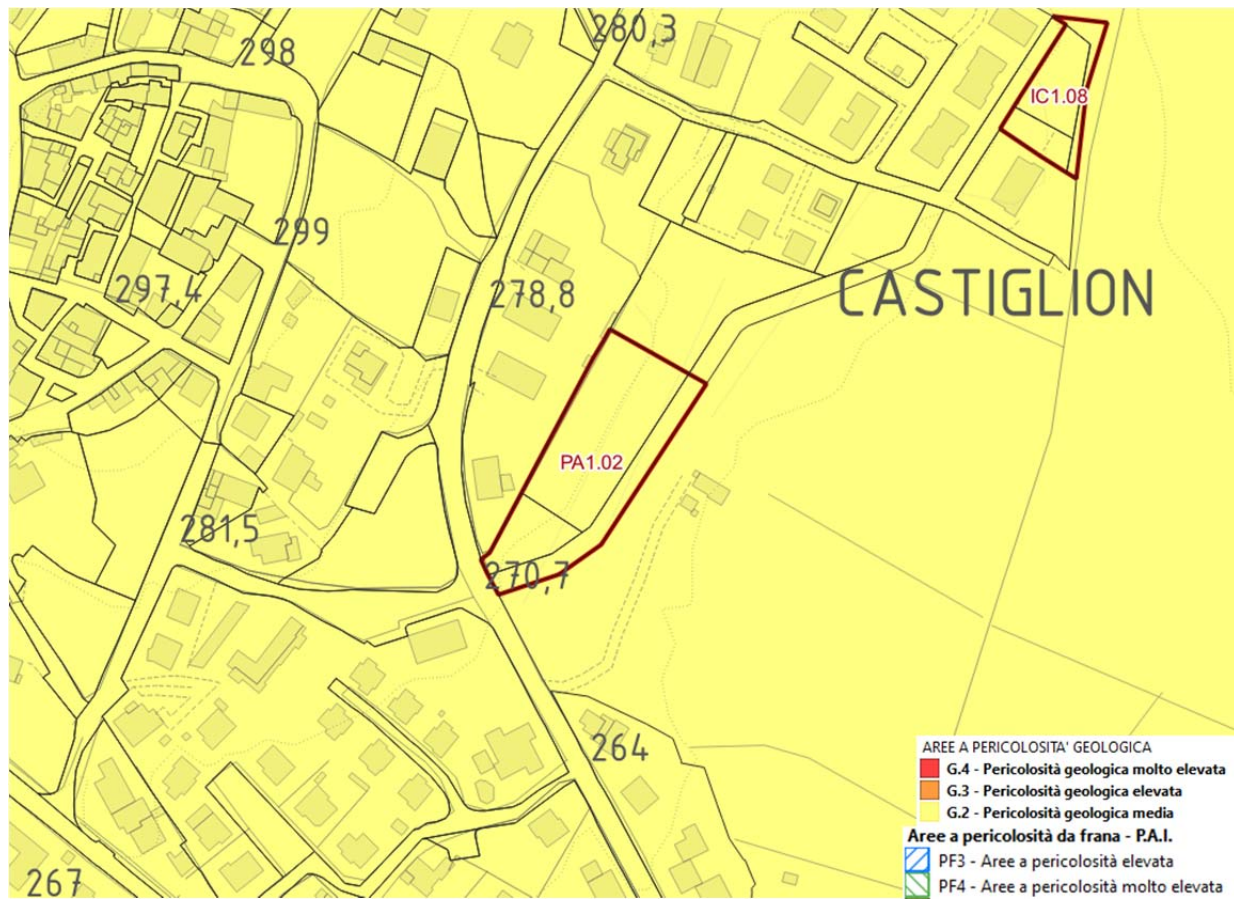 298
280,3
IC1.08
299
297,4
278,8
CASTIGLION
PA1.02
281,5
270,7
264
267
AREE A PERICOLOSITA' GEOLOGICA
G.4 - Pericolosità geologica molto elevata
G.3 - Pericolosità geologica elevata
G.2 - Pericolosità geologica media
Aree a pericolosità da frana - P.A.I.
PF3 - Aree a pericolosità elevata
PF4 - Aree a pericolosità molto elevata